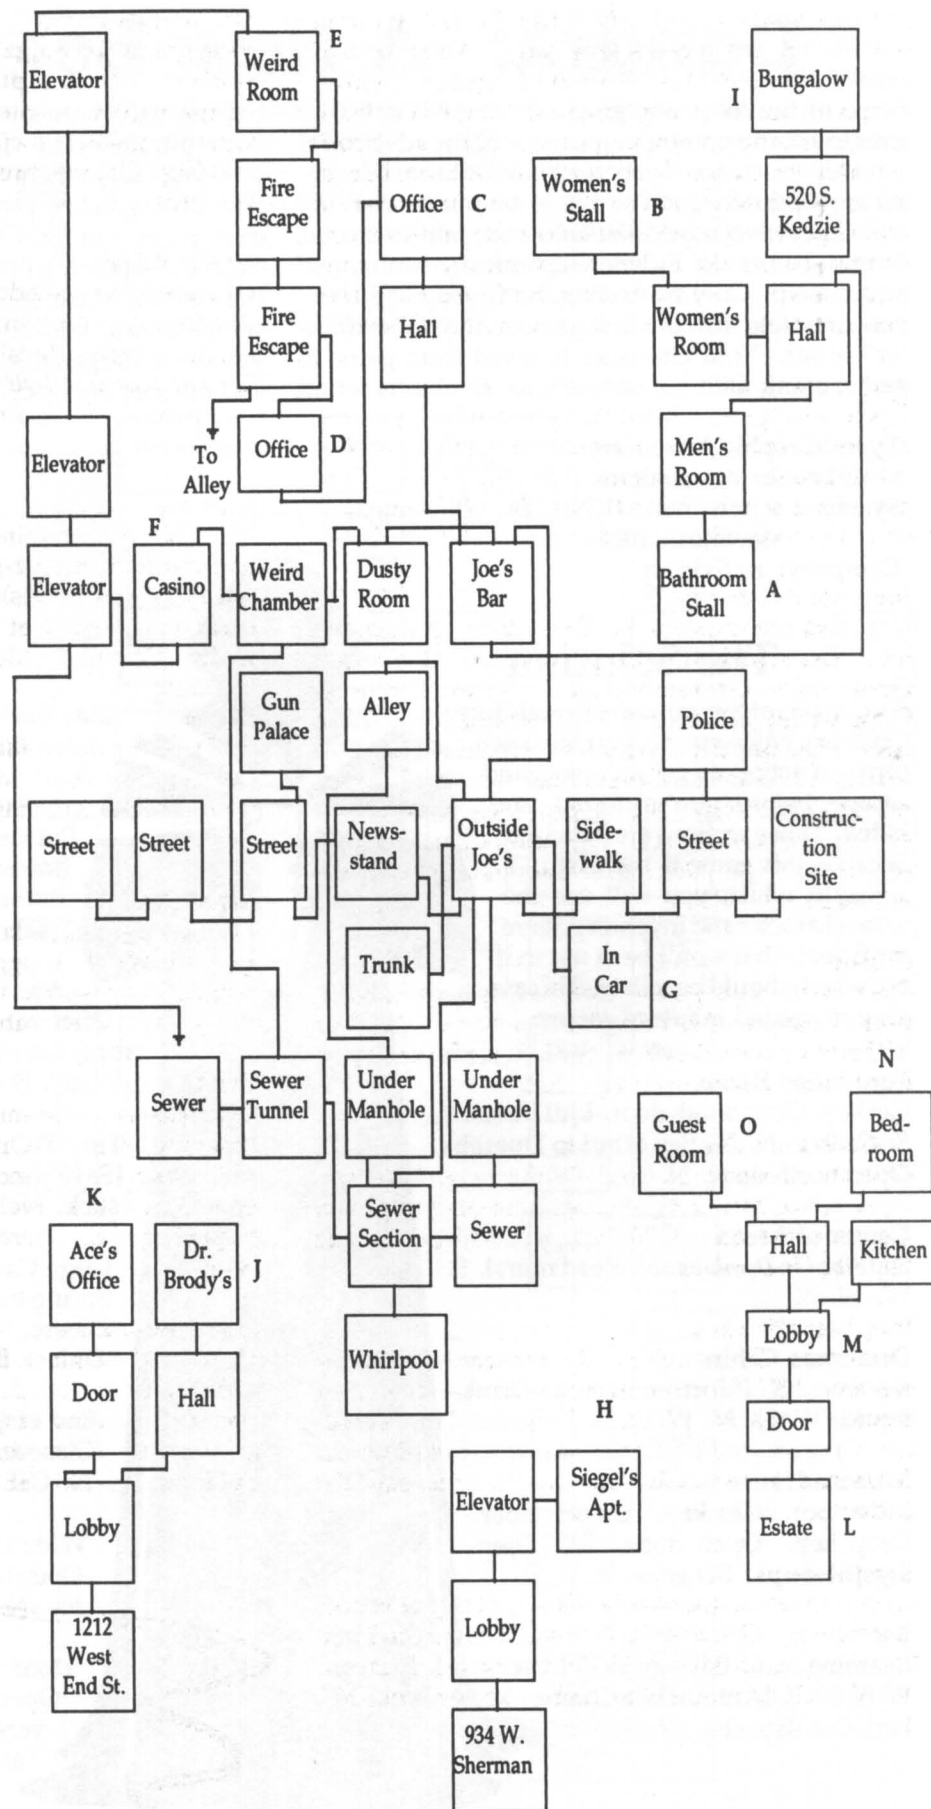 E
Elevator
Weird
Room
I
Bungalow
Fire
Escape
Office
C
Women's
Stall
B
520 S.
Kedzie
Fire
Escape
Hall
Women's
Room
Hall
Elevator
To
Alley
Office
D
Men's
Room
F
Elevator
Casino
Weird
Chamber
Dusty
Room
Joe's
Bar
Bathroom
Stall
A
Gun
Palace
Alley
Police
Street
Street
Street
News-
stand
Outside
Joe's
Side-
walk
Street
Construc-
tion
Site
Trunk
In
Car
G
Sewer
Sewer
Tunnel
Under
Manhole
Under
Manhole
N
Guest
Room
O
Bed-
room
K
Ace's
Office
Dr.
Brody's
J
Sewer
Section
Sewer
Hall
Kitchen
Door
Hall
Whirlpool
Lobby
M
H
Door
Lobby
Elevator
Siegel's
Apt.
Estate
L
1212
West
End St.
Lobby
934 W.
Sherman